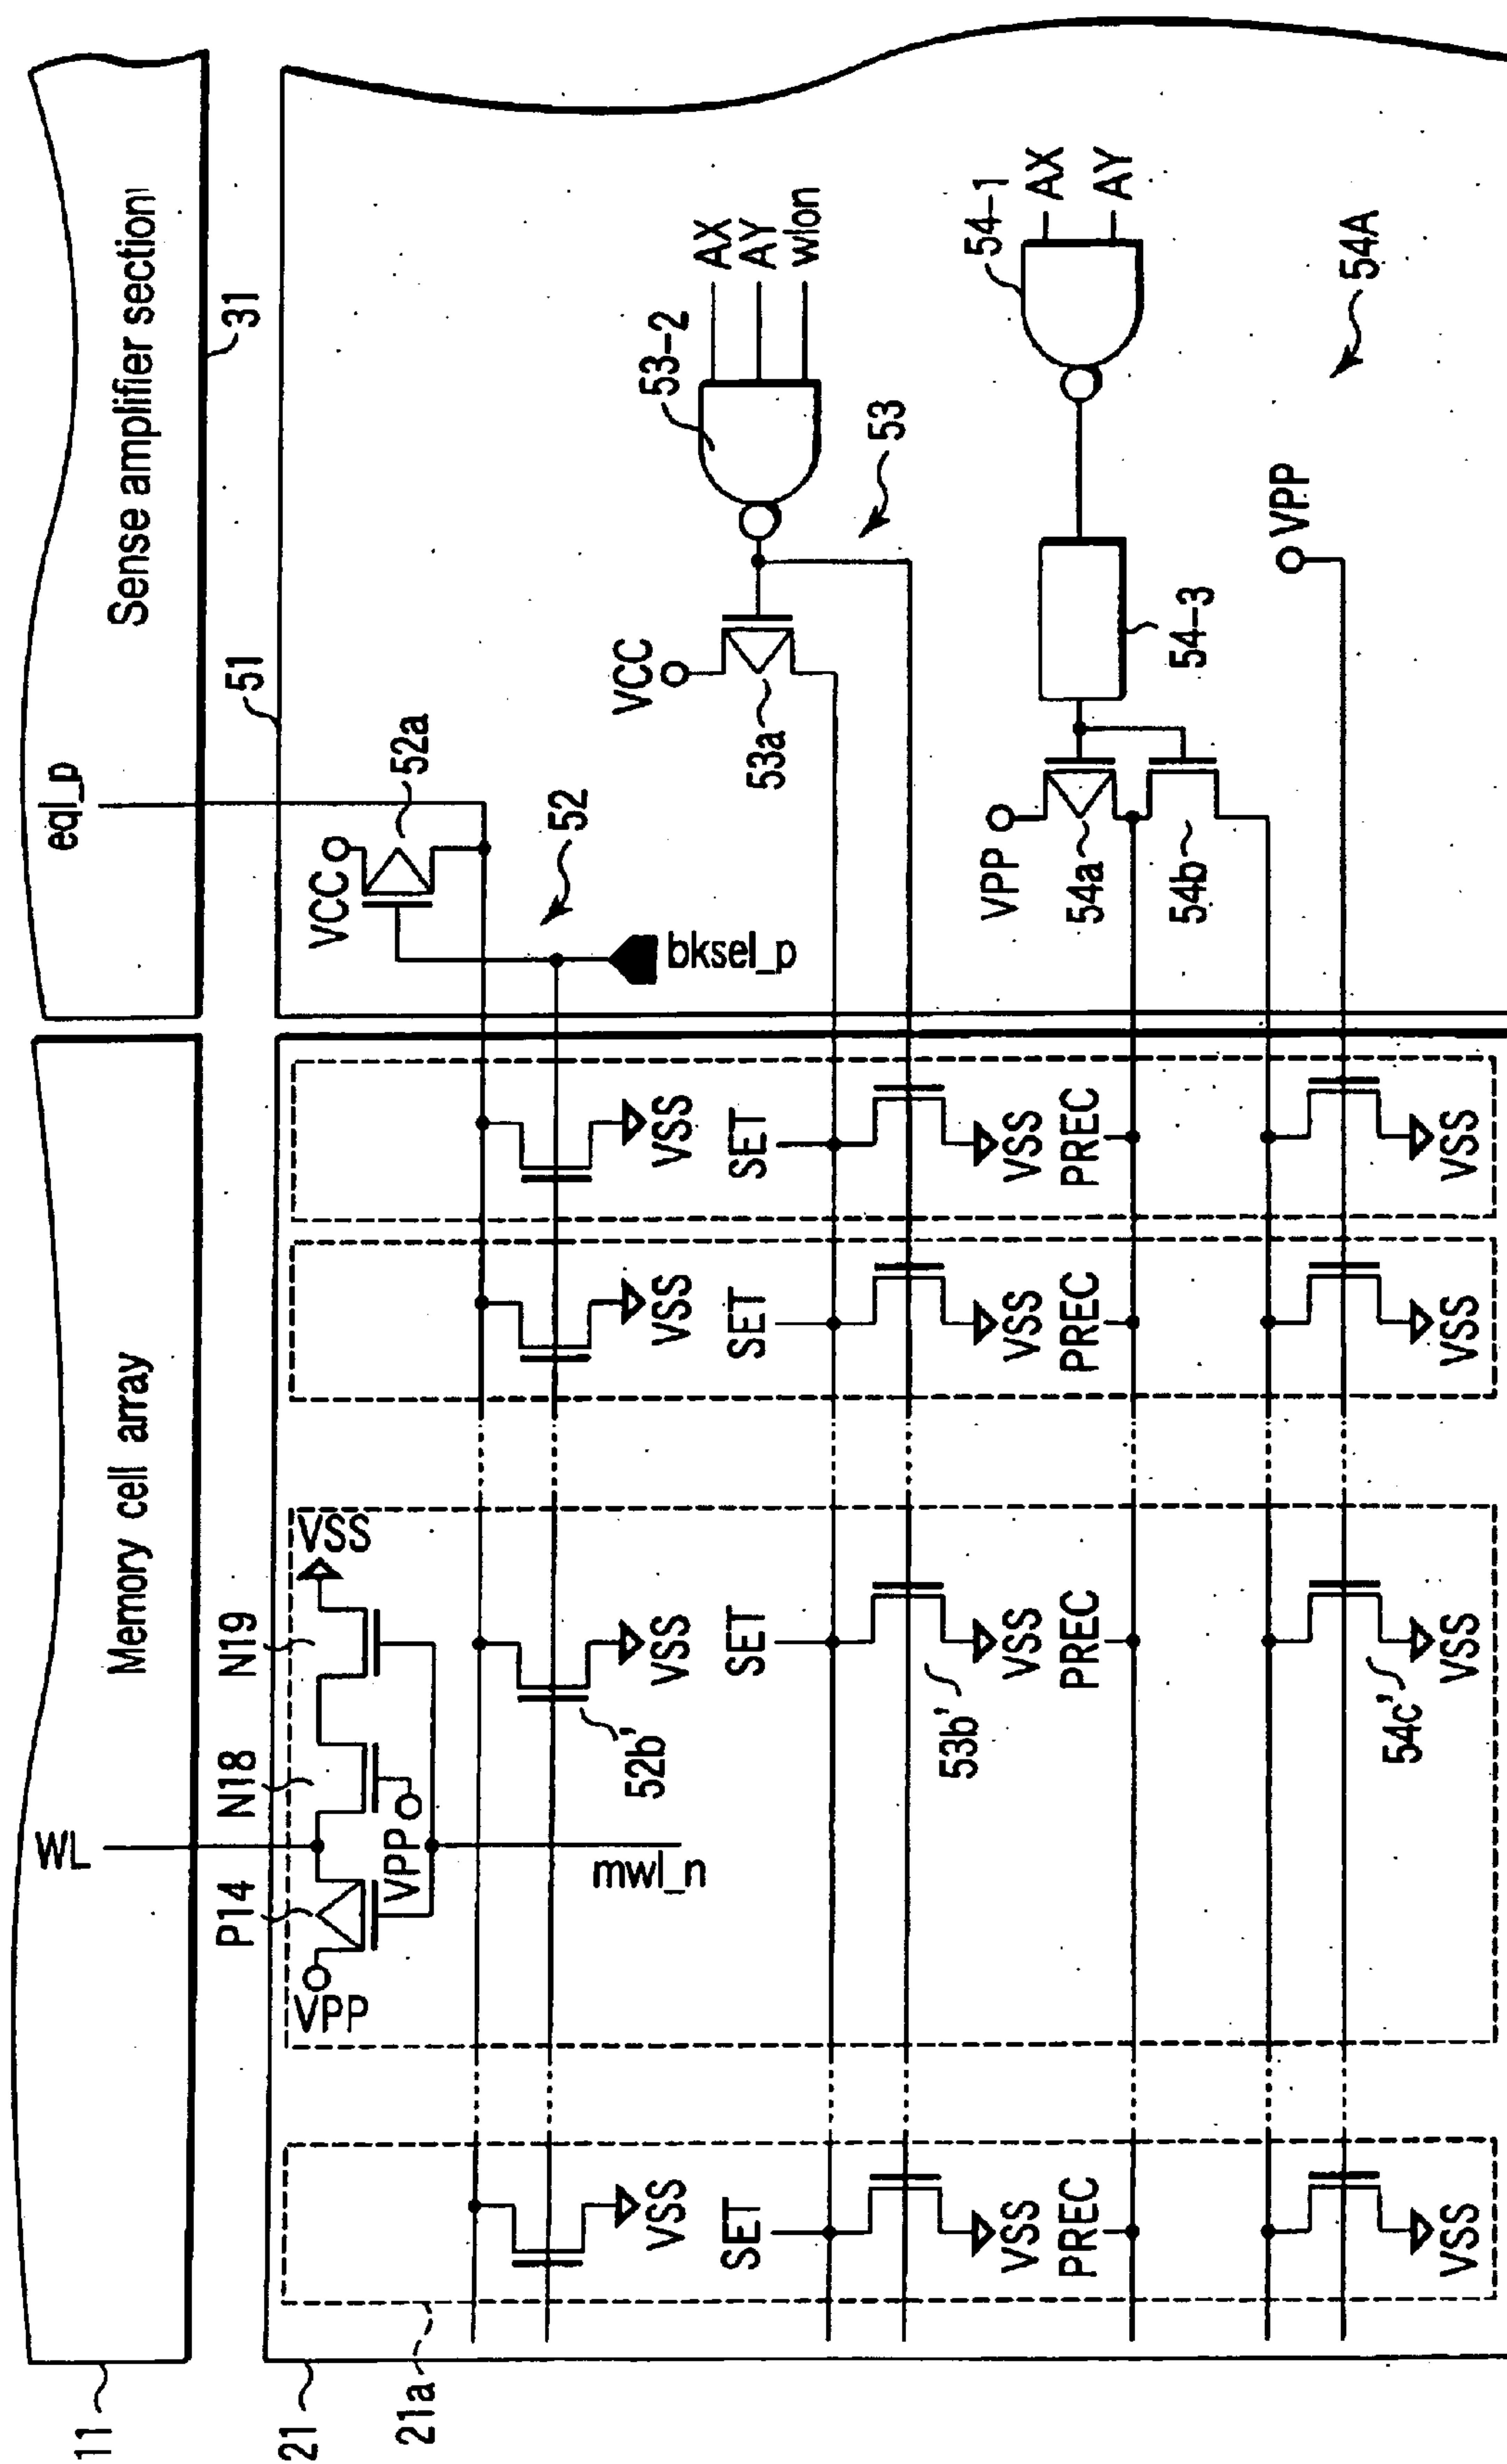 11
Memory cell array
Sense amplifier section
WL
eql_p
31
21
21a
51
P14
N18
N19
VPP
VPP
VSS
mwl_n
VCC
52a
52
bksel_p
VSS
VSS
52b'
VSS
VSS
VCC
53a
53-2
AX
AY
wlon
53
SET
SET
SET
SET
VSS
53b'
VSS
VSS
VSS
PREC
PREC
PREC
PREC
VPP
54a
54b
54-3
54-1
AX
AY
54A
VPP
VSS
54c'
VSS
VSS
VSS